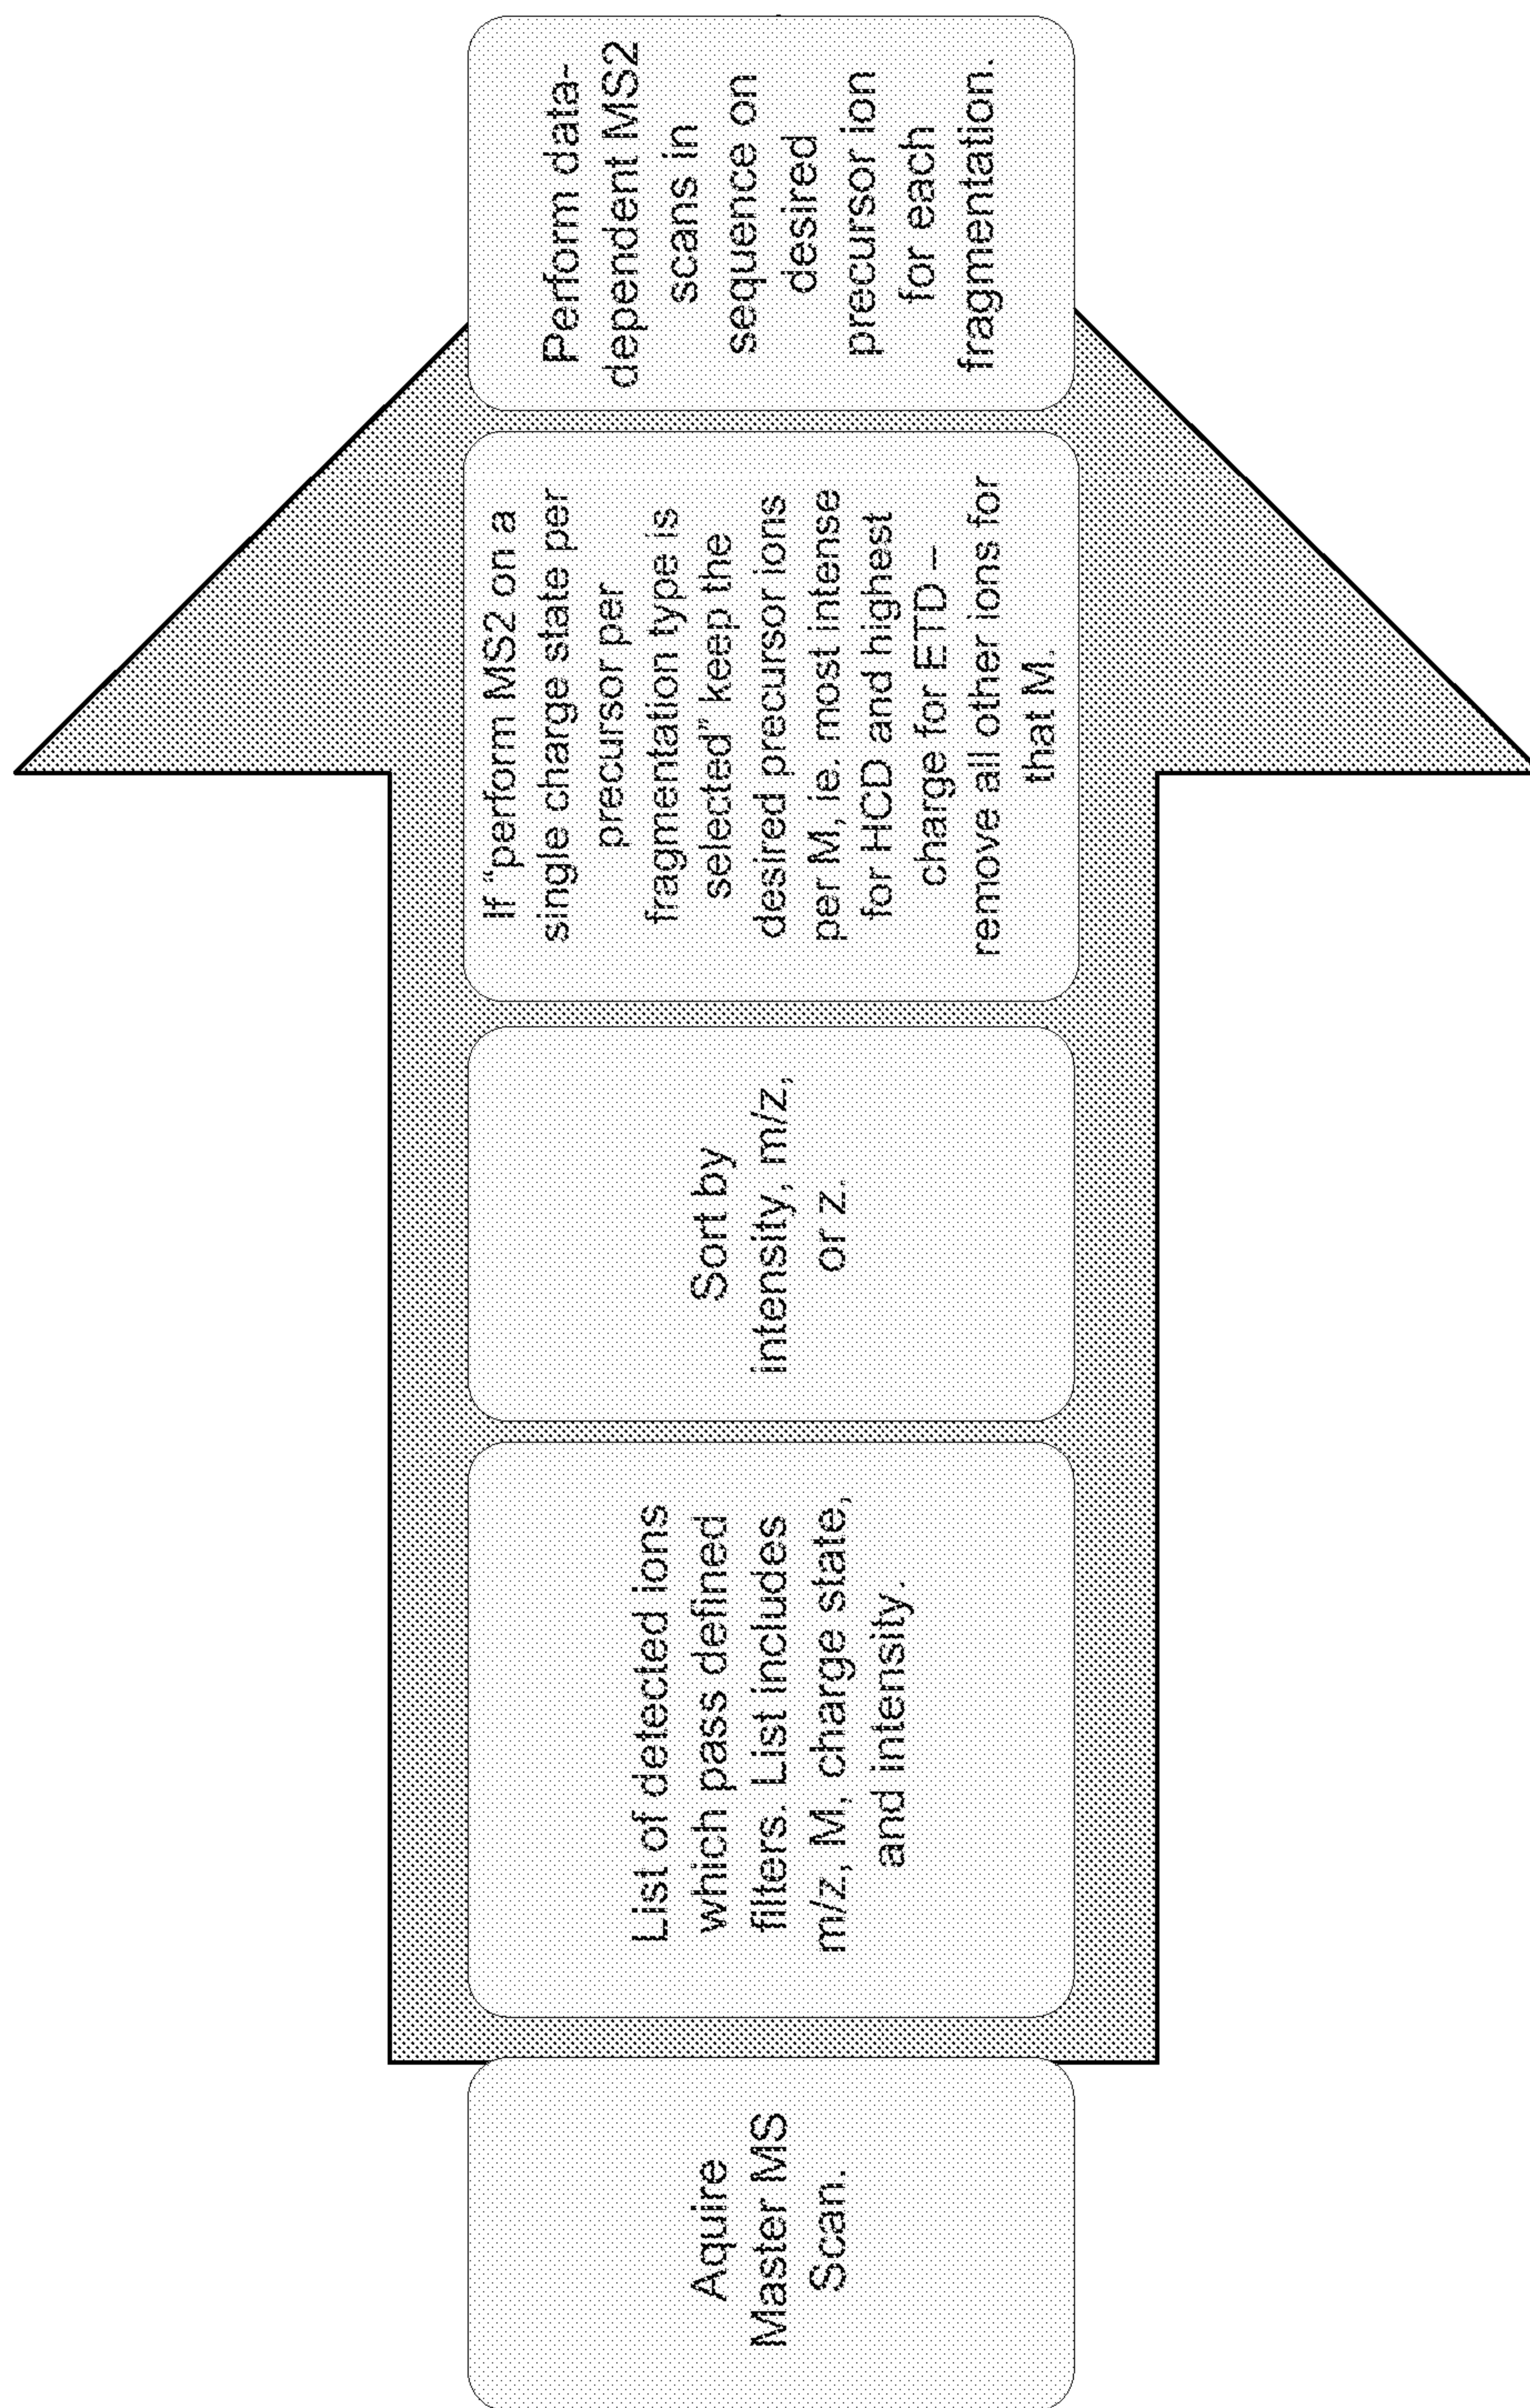 Aquire
Master MS
Scan.
List of detected ions
which pass defined
filters. List includes
m/z, M, charge state,
and intensity.
Sort by
intensity, m/z,
or z.
If "perform MS2 on a
single charge state per
precursor per
fragmentation type is
selected” keep the
desired precursor ions
per M, ie. most intense
for HCD and highest
charge for ETD –
remove all other ions for
that M.
Perform data-
dependent MS2
scans in
sequence on
desired
precursor ion
for each
fragmentation.